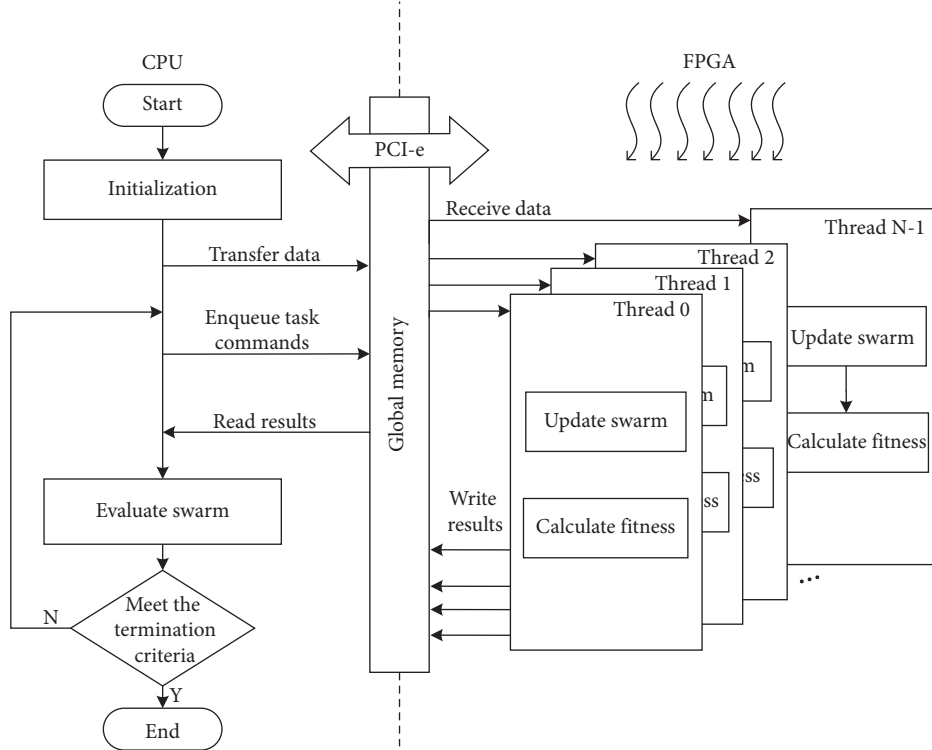 CPU
FPGA
Start
PCI-e
Initialization
Receive data
Thread N-1
Transfer data
Thread 2
Thread 1
Thread 0
Enqueue task
commands
Update swarm
m
m
Read results
Global memory
Update swarm
Calculate fitness
ess
ss
Evaluate swarm
Write
results
Calculate fitness
...
N
Meet the
termination
criteria
Y
End